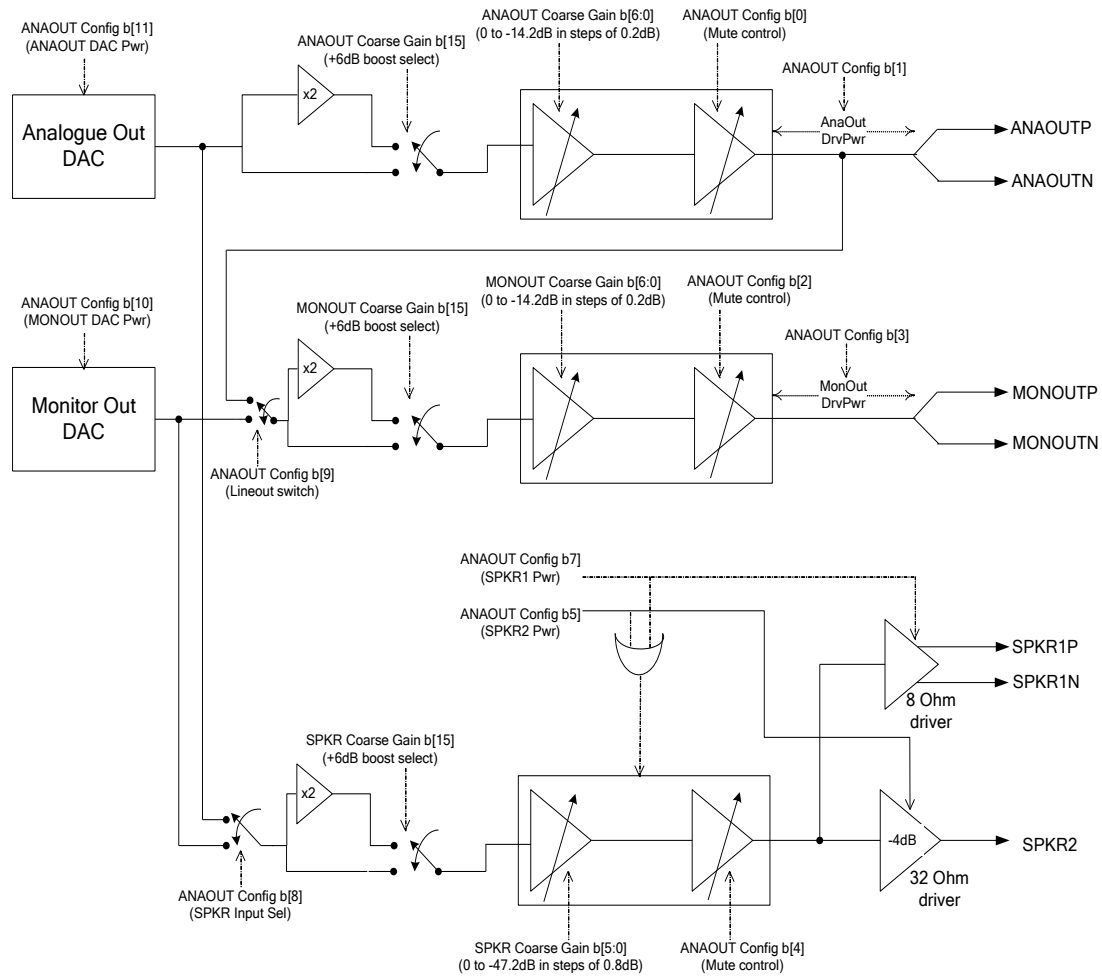 ANAOUT Config b[11]
(ANAOUT DAC Pwr)
Analogue Out
DAC
x2
ANAOUT Coarse Gain b[15]
(+6dB boost select)
ANAOUT Coarse Gain b[6:0]
(0 to -14.2dB in steps of 0.2dB)
ANAOUT Config b[0]
(Mute control)
ANAOUT Config b[1]
AnaOut
DrvPwr
ANAOUTP
ANAOUTN
ANAOUT Config b[10]
(MONOUT DAC Pwr)
Monitor Out
DAC
ANAOUT Config b[9]
(Lineout switch)
x2
MONOUT Coarse Gain b[15]
(+6dB boost select)
MONOUT Coarse Gain b[6:0]
(0 to -14.2dB in steps of 0.2dB)
ANAOUT Config b[2]
(Mute control)
ANAOUT Config b[3]
MonOut
DrvPwr
MONOUTP
MONOUTN
ANAOUT Config b7]
(SPKR1 Pwr)
ANAOUT Config b5]
(SPKR2 Pwr)
SPKR1P
SPKR1N
8 Ohm
driver
SPKR Coarse Gain b[15]
(+6dB boost select)
x2
ANAOUT Config b[8]
(SPKR Input Sel)
SPKR Coarse Gain b[5:0]
(0 to -47.2dB in steps of 0.8dB)
ANAOUT Config b[4]
(Mute control)
-4dB
SPKR2
32 Ohm
driver